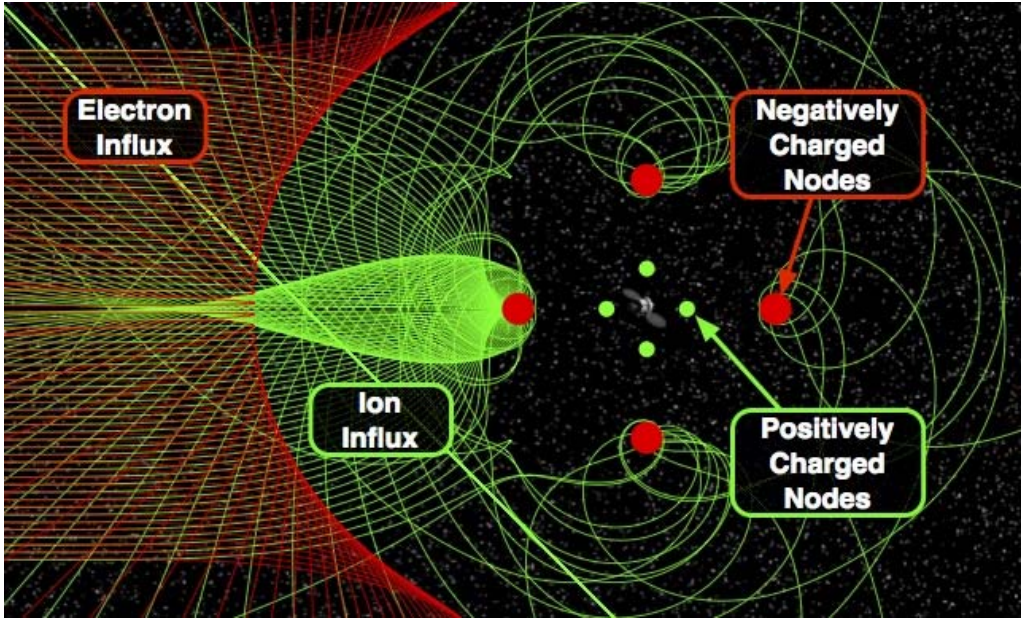 Electron
Influx
Negatively
Charged
Nodes
Ion
Influx
Positively
Charged
Nodes